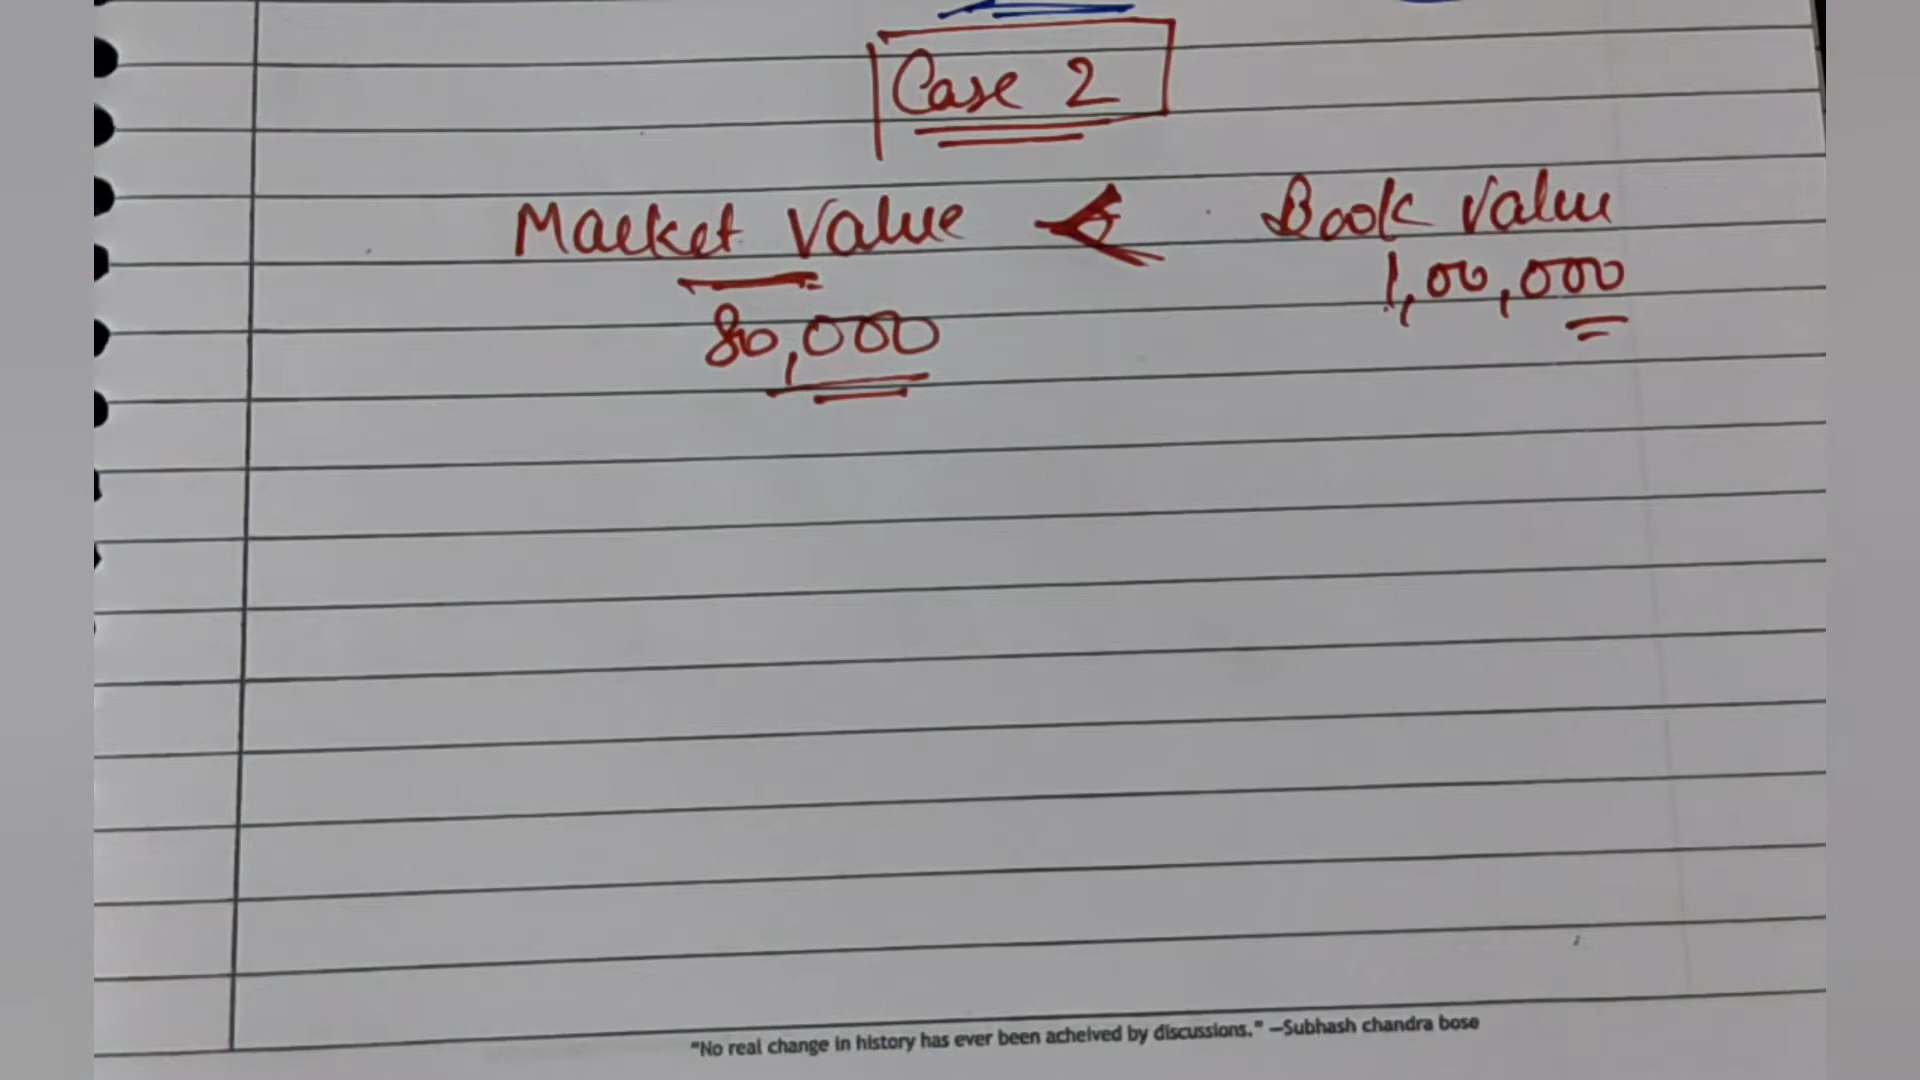 Case 2
Market Value < Book Value
80,000 1,00,000
"No real change in history has ever been acheived by discussions." —Subhash chandra bose